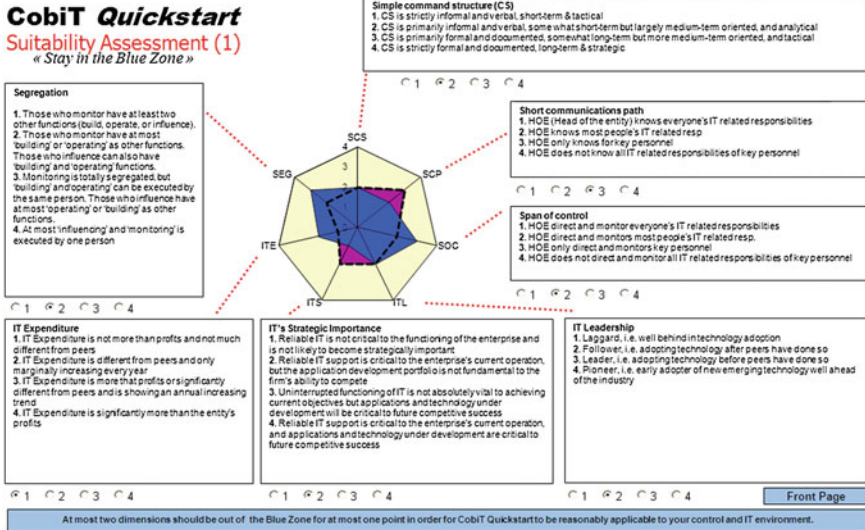 CobiT Quickstart
Suitability Assessment (1)
« Stay in the Blue Zone »
Simple command structure (CS)
1. CS is strictly informal and verbal, short-term & tactical
2. CS is primarily informal and verbal, some what short-term but largely medium-term oriented, and analytical
3. CS is primarily formal and documented, somewhat long-term but more medium-term oriented, and tactical
4. CS is strictly formal and documented, long-term & strategic
1 2 3 4
Segregation
1. Those who monitor have at least two
other functions (build, operate, or influence).
2. Those who monitor have at most
'building' or 'operating' as other functions.
Those who influence can also have
'building' and 'operating' functions.
3. Monitoring is totally segregated, but
'building' and 'operating' can be executed by
the same person. Those who influence have
at most 'operating' or 'building' as other
functions.
4. At most 'influencing' and 'monitoring' is
executed by one person
1 2 3 4
SCS
SCP
SOC
ITL
ITS
ITE
SEG
4
3
2
Short communications path
1. HOE (Head of the entity) knows everyone's IT related responsibilities
2. HOE knows most people's IT related resp
3. HOE only knows for key personnel
4. HOE does not know all IT related responsibilities of key personnel
1 2 3 4
Span of control
1. HOE direct and monitor everyone's IT related responsibilities
2. HOE direct and monitors most people's IT related resp.
3. HOE only direct and monitors key personnel
4. HOE does not direct and monitor all IT related responsibilities of key personnel
1 2 3 4
IT Expenditure
1. IT Expenditure is not more than profits and not much
different from peers
2. IT Expenditure is different from peers and only
marginally increasing every year
3. IT Expenditure is more that profits or significantly
different from peers and is showing an annual increasing
trend
4. IT Expenditure is significantly more than the entity's
profits
1 2 3 4
IT's Strategic Importance
1. Reliable IT is not critical to the functioning of the enterprise and
is not likely to become strategically important
2. Reliable IT support is critical to the enterprise's current operation,
but the application development portfolio is not fundamental to the
firm's ability to compete
3. Uninterrupted functioning of IT is not absolutely vital to achieving
current objectives but applications and technology under
development will be critical to future competitive success
4. Reliable IT support is critical to the enterprise's current operation,
and applications and technology under development are critical to
future competitive success
1 2 3 4
IT Leadership
1. Laggard, i.e. well behind in technology adoption
2. Follower, i.e. adopting technology after peers have done so
3. Leader, i.e. adopting technology before peers have done so
4. Pioneer, i.e. early adopter of new emerging technology well ahead
of the industry
1 2 3 4
Front Page
At most two dimensions should be out of the Blue Zone for at most one point in order for CobiT Quickstart to be reasonably applicable to your control and IT environment.